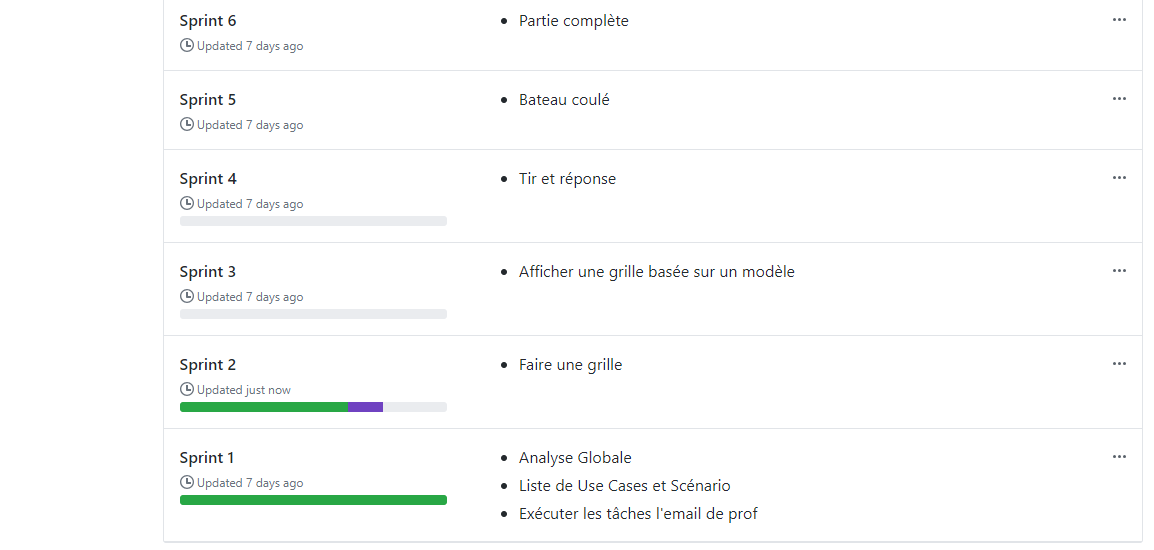 Sprint 6
Updated 7 days ago
Partie complète
Sprint 5
Updated 7 days ago
Bateau coulé
Sprint 4
Updated 7 days ago
Tir et réponse
Sprint 3
Updated 7 days ago
Afficher une grille basée sur un modèle
Sprint 2
Updated just now
Faire une grille
Sprint 1
Updated 7 days ago
Analyse Globale
Liste de Use Cases et Scénario
Exécuter les tâches l'email de prof